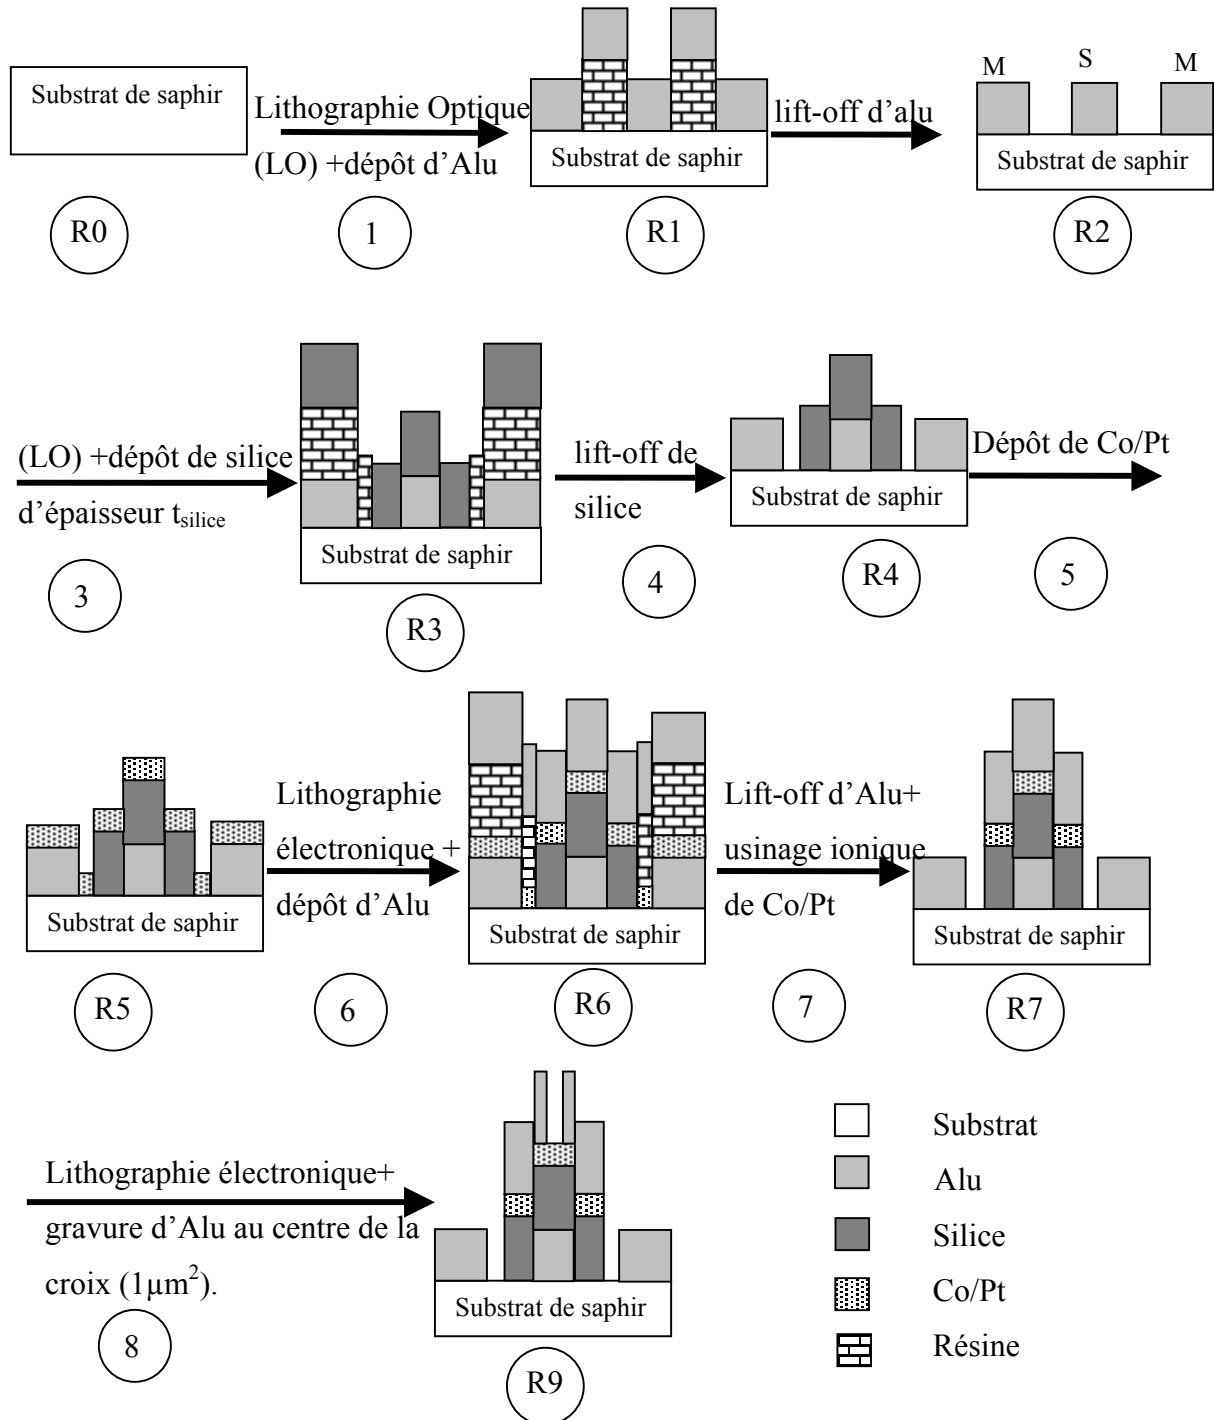 Substrat de saphir
Lithographie Optique
(LO) +dépôt d'Alu
Substrat de saphir
lift-off d'alu
M
S
M
Substrat de saphir
R0
1
R1
R2
(LO) +dépôt de silice
d'épaisseur tsilice
Substrat de saphir
lift-off de
silice
Substrat de saphir
Dépôt de Co/Pt
3
R3
4
R4
5
Substrat de saphir
Lithographie
électronique +
dépôt d'Alu
Substrat de saphir
Lift-off d'Alu+
usinage ionique
de Co/Pt
Substrat de saphir
R5
6
R6
7
R7
Lithographie électronique+
gravure d'Alu au centre de la
croix (1µm²).
Substrat de saphir
8
R9
Substrat
Alu
Silice
Co/Pt
Résine